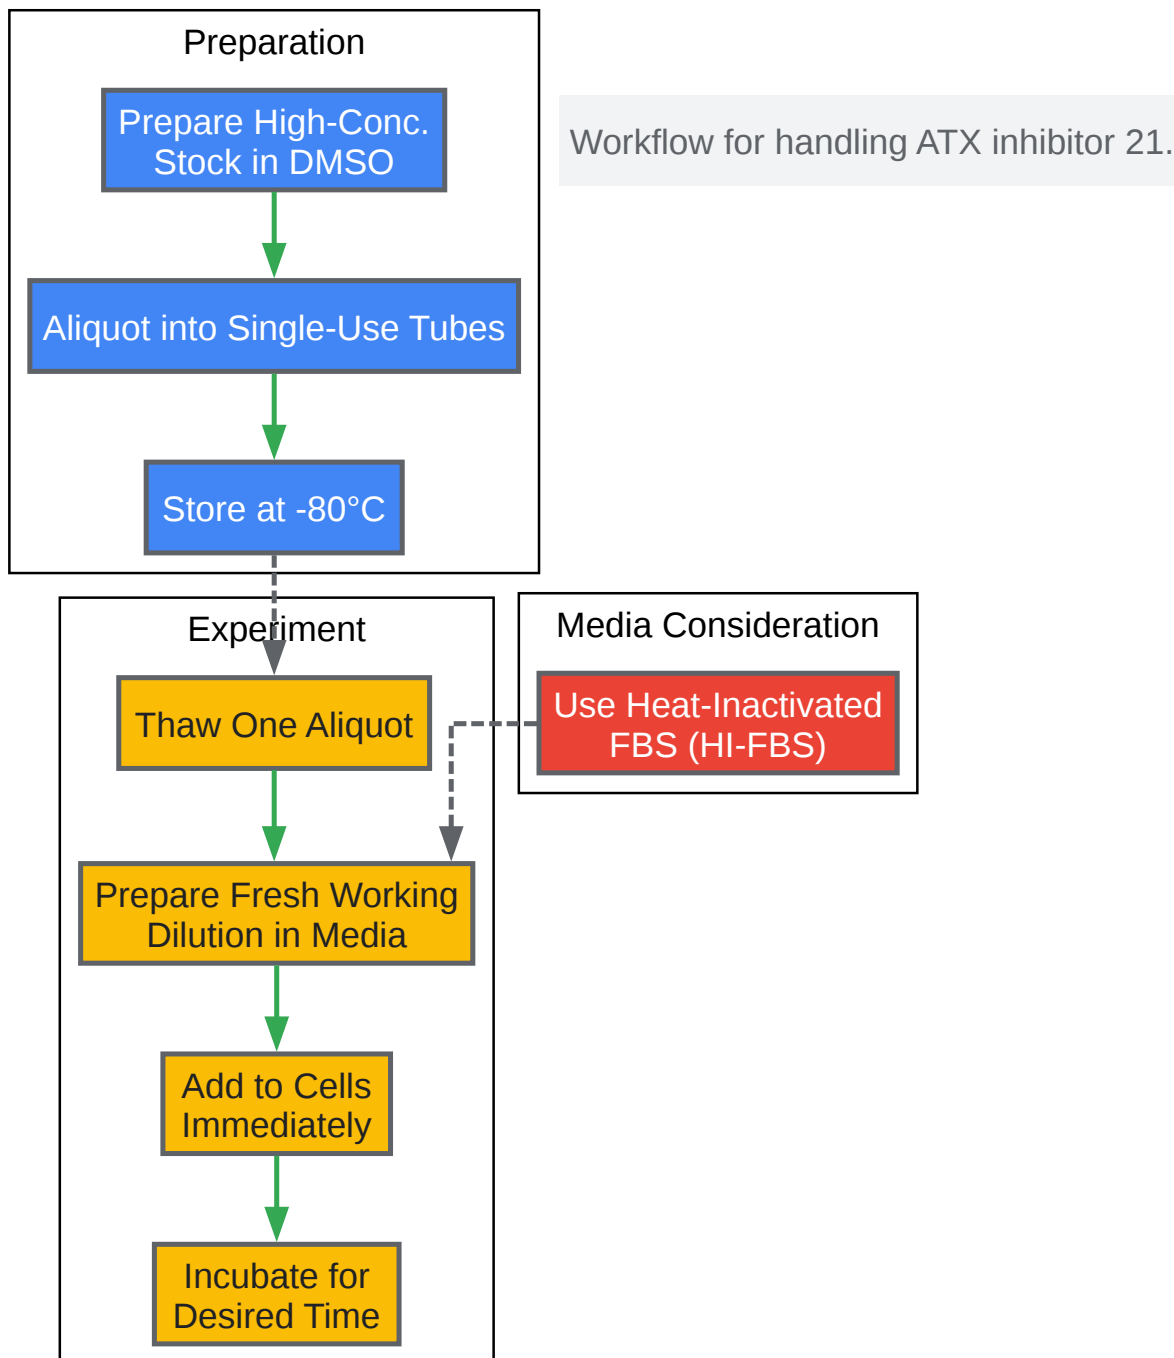 Preparation
Prepare High-Conc.
Stock in DMSO
Workflow for handling ATX inhibitor 21.
Aliquot into Single-Use Tubes
Store at -80°C
Experiment
Media Consideration
Thaw One Aliquot
Use Heat-Inactivated
FBS (HI-FBS)
Prepare Fresh Working
Dilution in Media
Add to Cells
Immediately
Incubate for
Desired Time